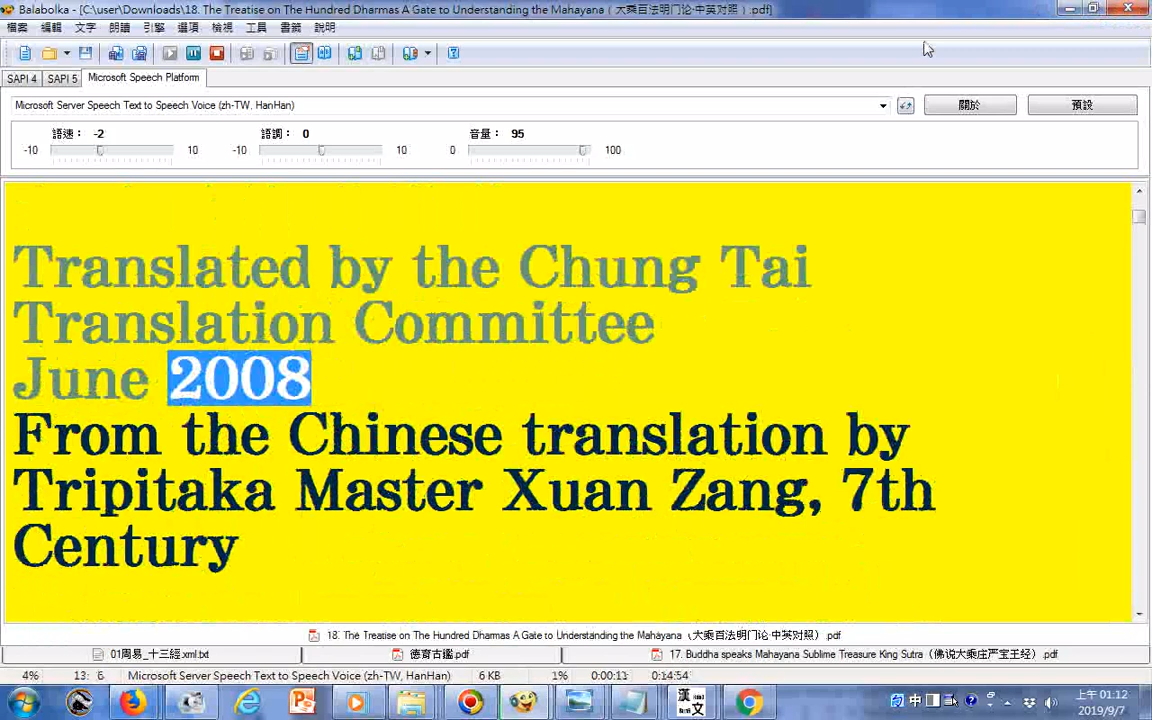 Balabolka - [C:\user\Downloads\18. The Treatise on The Hundred Dharmas A Gate to Understanding the Mahayana（大乘百法明门论·中英对照）.pdf]
檔案 編輯 文字 朗讀 引擎 選項 檢視 工具 書籤 說明
SAPI 4 SAPI 5 Microsoft Speech Platform
Microsoft Server Speech Text to Speech Voice (zh-TW, HanHan) 關於 預設
語速： -2 語調： 0 音量： 95
-10 10 -10 10 0 100
Translated by the Chung Tai
Translation Committee
June 2008
From the Chinese translation by
Tripitaka Master Xuan Zang, 7th
Century
18. The Treatise on The Hundred Dharmas A Gate to Understanding the Mahayana（大乘百法明门论·中英对照）.pdf
01周易_十三經.xml.txt 德育古鑑.pdf 17. Buddha speaks Mahayana Sublime Treasure King Sutra（佛说大乘庄严宝王经）.pdf
4% 13: 6 Microsoft Server Speech Text to Speech Voice (zh-TW, HanHan) 6 KB 1% 0:00:11 0:14:54
漢文 中 上午 01:12
2019/9/7